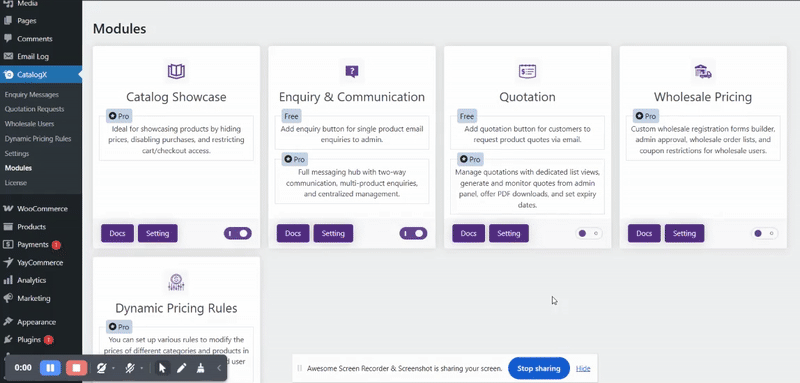 Media
Pages
Comments
Email Log
CatalogX
Enquiry Messages
Quotation Requests
Wholesale Users
Dynamic Pricing Rules
Settings
Modules
License
WooCommerce
Products
Payments 1
YayCommerce
Analytics
Marketing
Appearance
Plugins 1
Modules
Catalog Showcase
Pro
Ideal for showcasing products by hiding
prices, disabling purchases, and restricting
cart/checkout access.
Docs
Setting
Enquiry & Communication
Free
Add enquiry button for single product email
enquiries to admin.
Pro
Full messaging hub with two-way
communication, multi-product enquiries,
and centralized management.
Docs
Setting
Quotation
Free
Add quotation button for customers to
request product quotes via email.
Pro
Manage quotations with dedicated list views,
generate and monitor quotes from admin
panel, offer PDF downloads, and set expiry
dates.
Docs
Setting
Wholesale Pricing
Pro
Custom wholesale registration forms builder,
admin approval, wholesale order lists, and
coupon restrictions for wholesale users.
Docs
Setting
Dynamic Pricing Rules
Pro
You can set up various rules to modify the
prices of different categories and products in
d user
0:00
Awesome Screen Recorder & Screenshot is sharing your screen.
Stop sharing
Hide